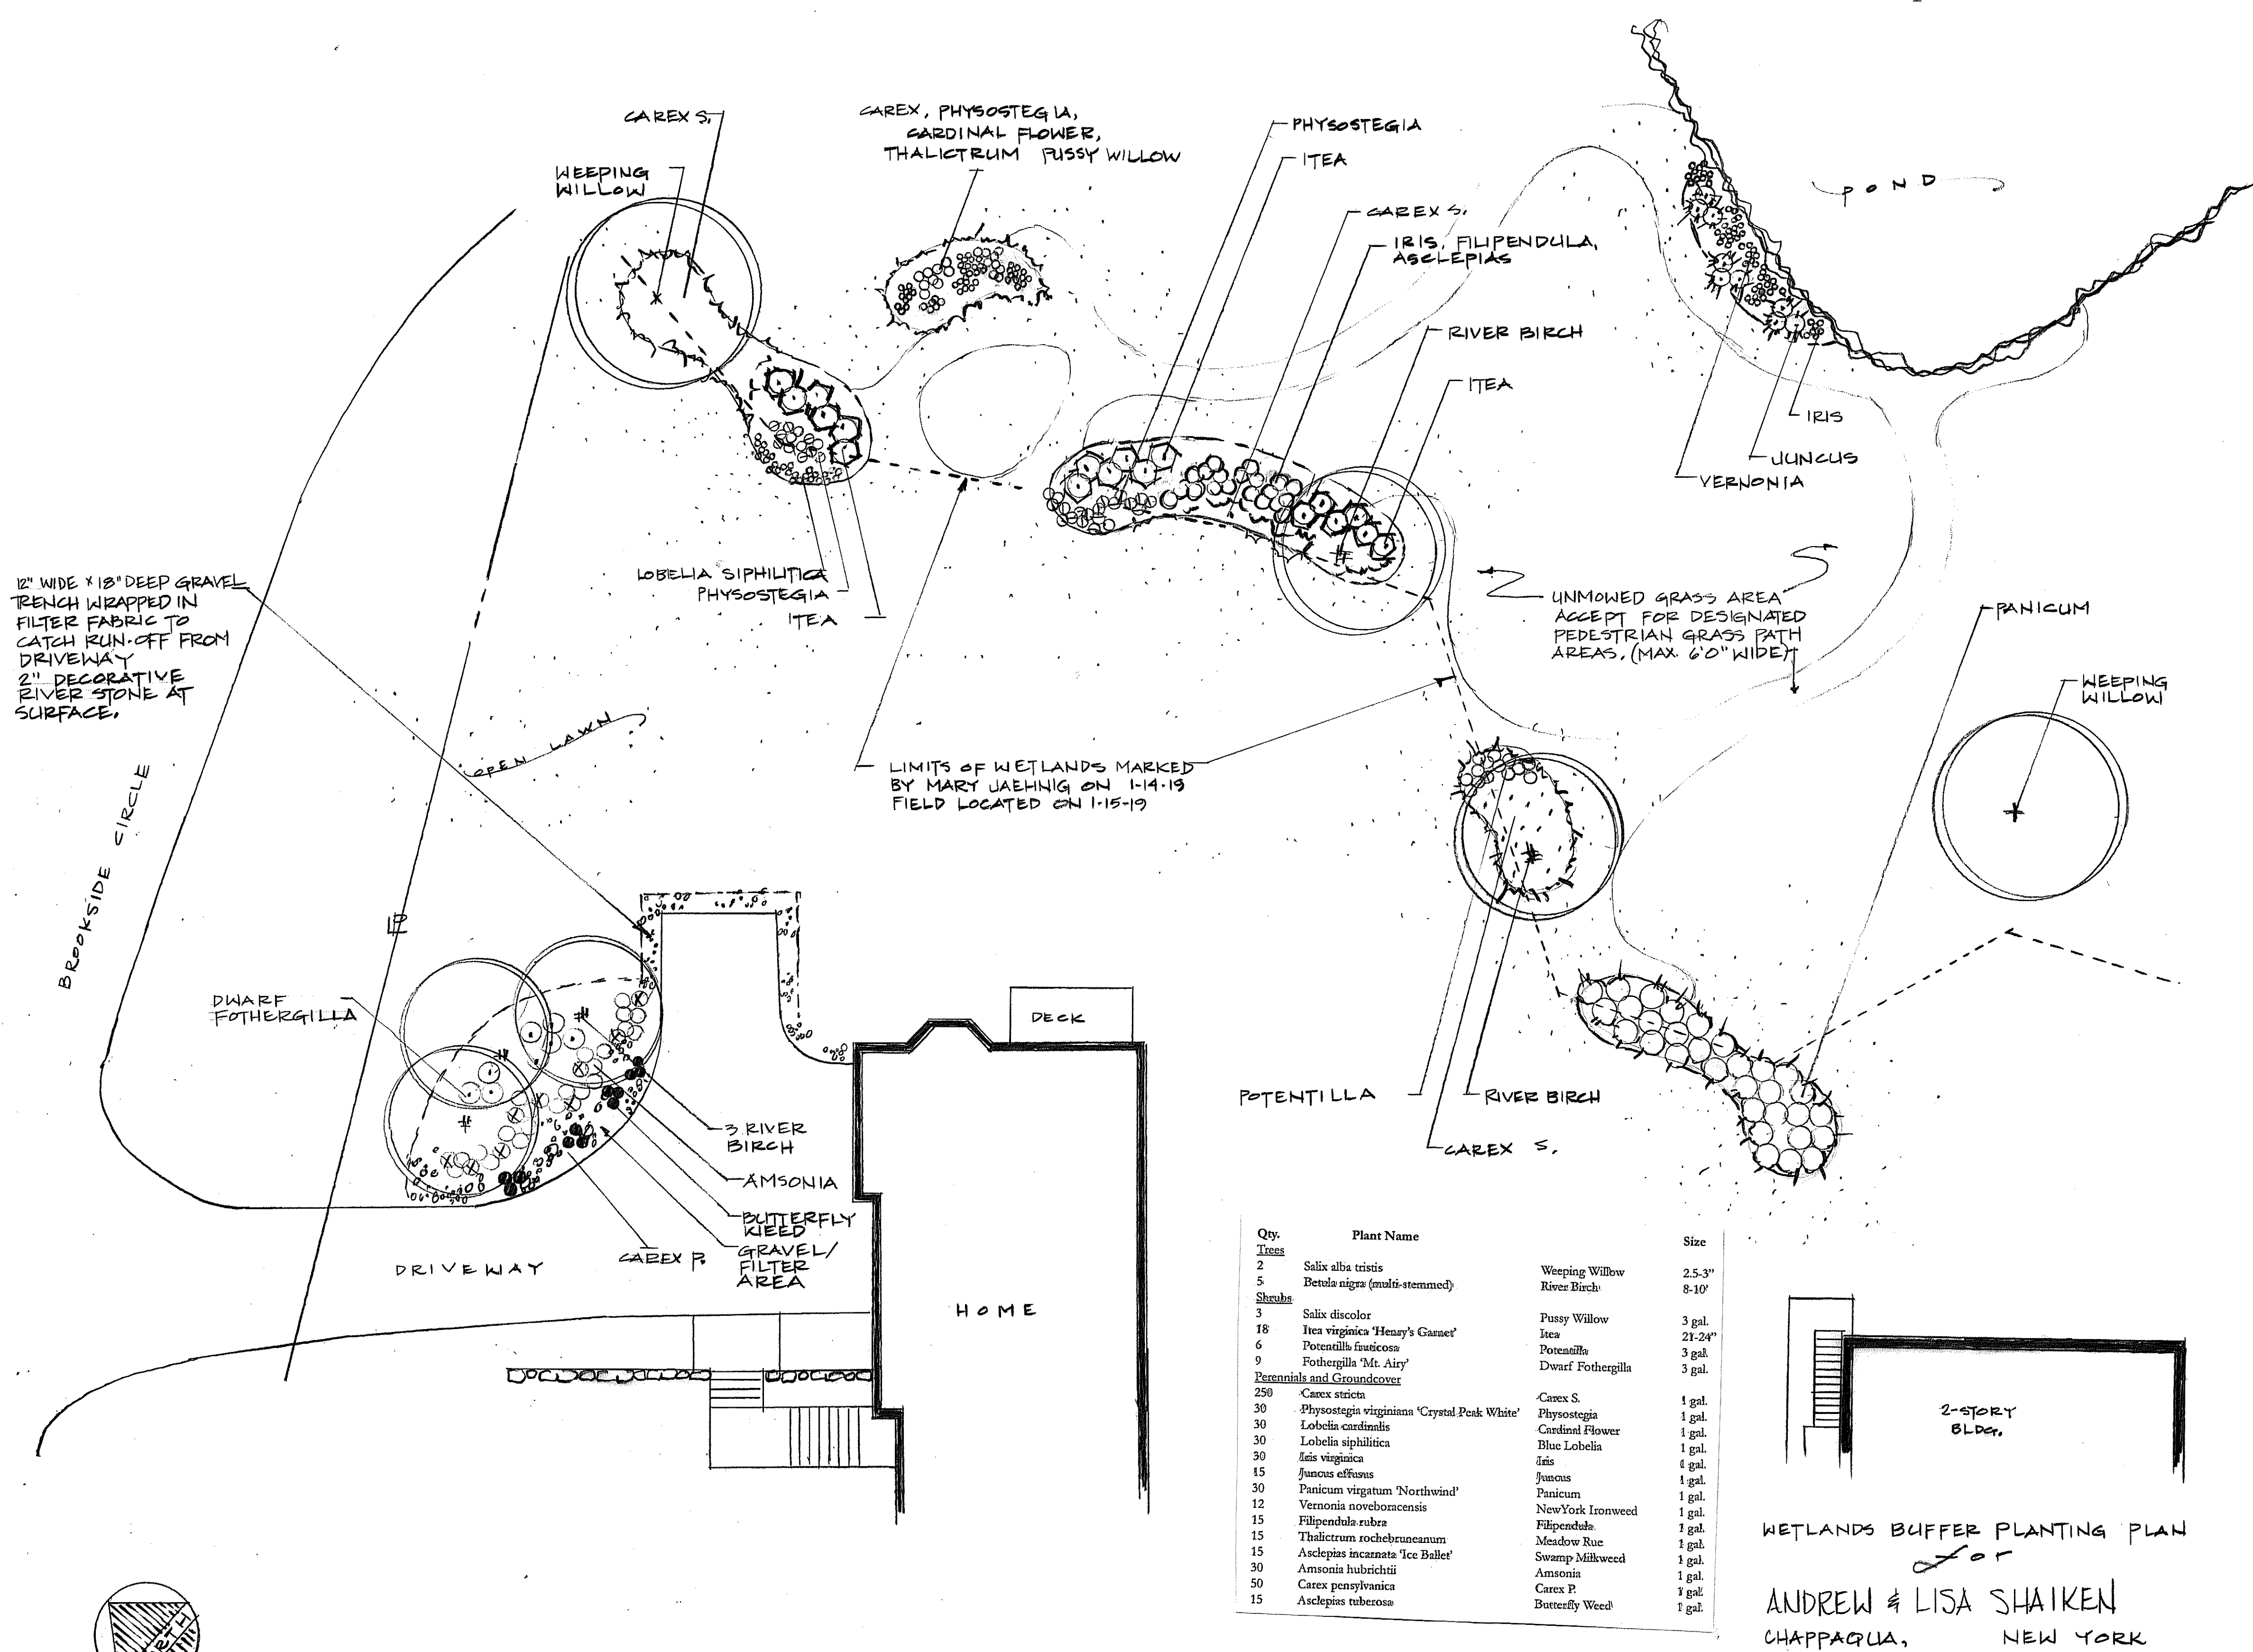 CAREX S.
WEEPING
WILLOW
CAREX, PHYSOSTEGIA,
CARDINAL FLOWER,
THALICTRUM PUSSY WILLOW
PHYSOSTEGIA
ITEA
CAREX S.
IRIS, FILIPENDULA,
ASCLEPIAS
RIVER BIRCH
ITEA
POND
IRIS
JUNCUS
VERNONIA
LOBELIA SIPHILITICA
PHYSOSTEGIA
ITEA
12" WIDE x 18" DEEP GRAVEL
TRENCH WRAPPED IN
FILTER FABRIC TO
CATCH RUN-OFF FROM
DRIVEWAY
2" DECORATIVE
RIVER STONE AT
SURFACE.
UNMOWED GRASS AREA
ACCEPT FOR DESIGNATED
PEDESTRIAN GRASS PATH
AREAS. (MAX. 6'0" WIDE)
PANICUM
WEEPING
WILLOW
OPEN LAWN
LIMITS OF WETLANDS MARKED
BY MARY JAEHNIG ON 1-14-19
FIELD LOCATED ON 1-15-19
BROOKSIDE CIRCLE
DWARF
FOTHERGILLA
DECK
POTENTILLA
RIVER BIRCH
CAREX S.
3 RIVER
BIRCH
AMSONIA
BUTTERFLY
WEED
GRAVEL/
FILTER
AREA
CAREX P.
DRIVEWAY
HOME
Qty. Plant Name Size
Trees
2 Salix alba tristis Weeping Willow 2.5-3"
5 Betula nigra (multi-stemmed) River Birch 8-10'
Shrubs
3 Salix discolor Pussy Willow 3 gal.
18 Itea virginica 'Henry's Garnet' Itea 21-24"
6 Potentilla fruticosa Potentilla 3 gal.
9 Fothergilla 'Mt. Airy' Dwarf Fothergilla 3 gal.
Perennials and Groundcover
250 Carex stricta Carex S. 1 gal.
30 Physostegia virginiana 'Crystal Peak White' Physostegia 1 gal.
30 Lobelia cardinalis Cardinal Flower 1 gal.
30 Lobelia siphilitica Blue Lobelia 1 gal.
30 Iris virginica Iris 1 gal.
15 Juncus effusus Juncus 1 gal.
30 Panicum virgatum 'Northwind' Panicum 1 gal.
12 Vernonia noveboracensis NewYork Ironweed 1 gal.
15 Filipendula rubra Filipendula 1 gal.
15 Thalictrum rochebruneanum Meadow Rue 1 gal.
15 Asclepias incarnata 'Ice Ballet' Swamp Milkweed 1 gal.
30 Amsonia hubrichtii Amsonia 1 gal.
50 Carex pensylvanica Carex P. 1 gal.
15 Asclepias tuberosa Butterfly Weed 1 gal.
2-STORY
BLDG.
WETLANDS BUFFER PLANTING PLAN
for
ANDREW & LISA SHAIKEN
CHAPPAQUA, NEW YORK